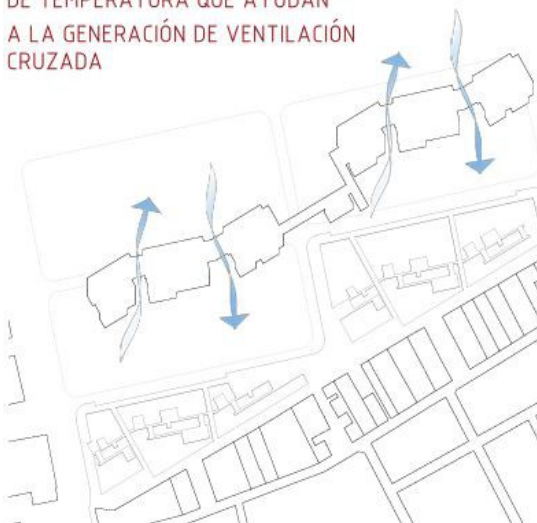 DE TEMPERATURA QUE AYUDAN
A LA GENERACIÓN DE VENTILACIÓN
CRUZADA